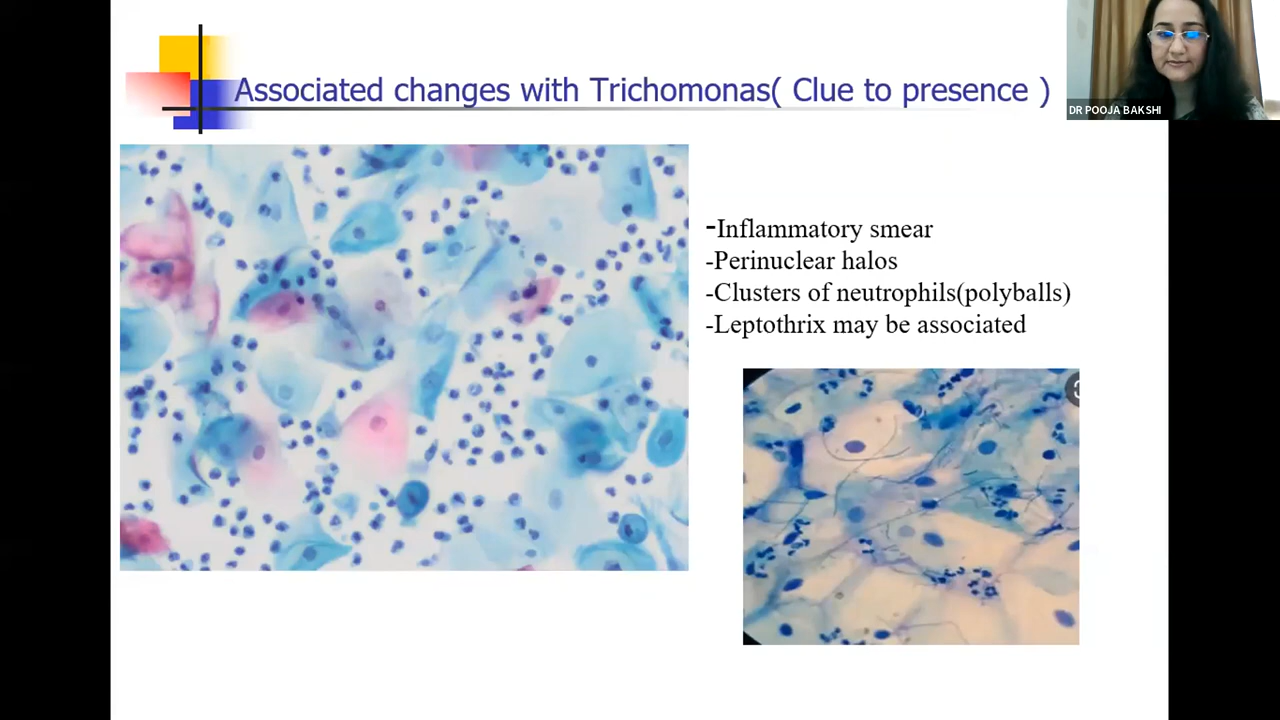 Associated changes with Trichomonas( Clue to presence )
DR POOJA BAKSHI
-Inflammatory smear
-Perinuclear halos
-Clusters of neutrophils(polyballs)
-Leptothrix may be associated